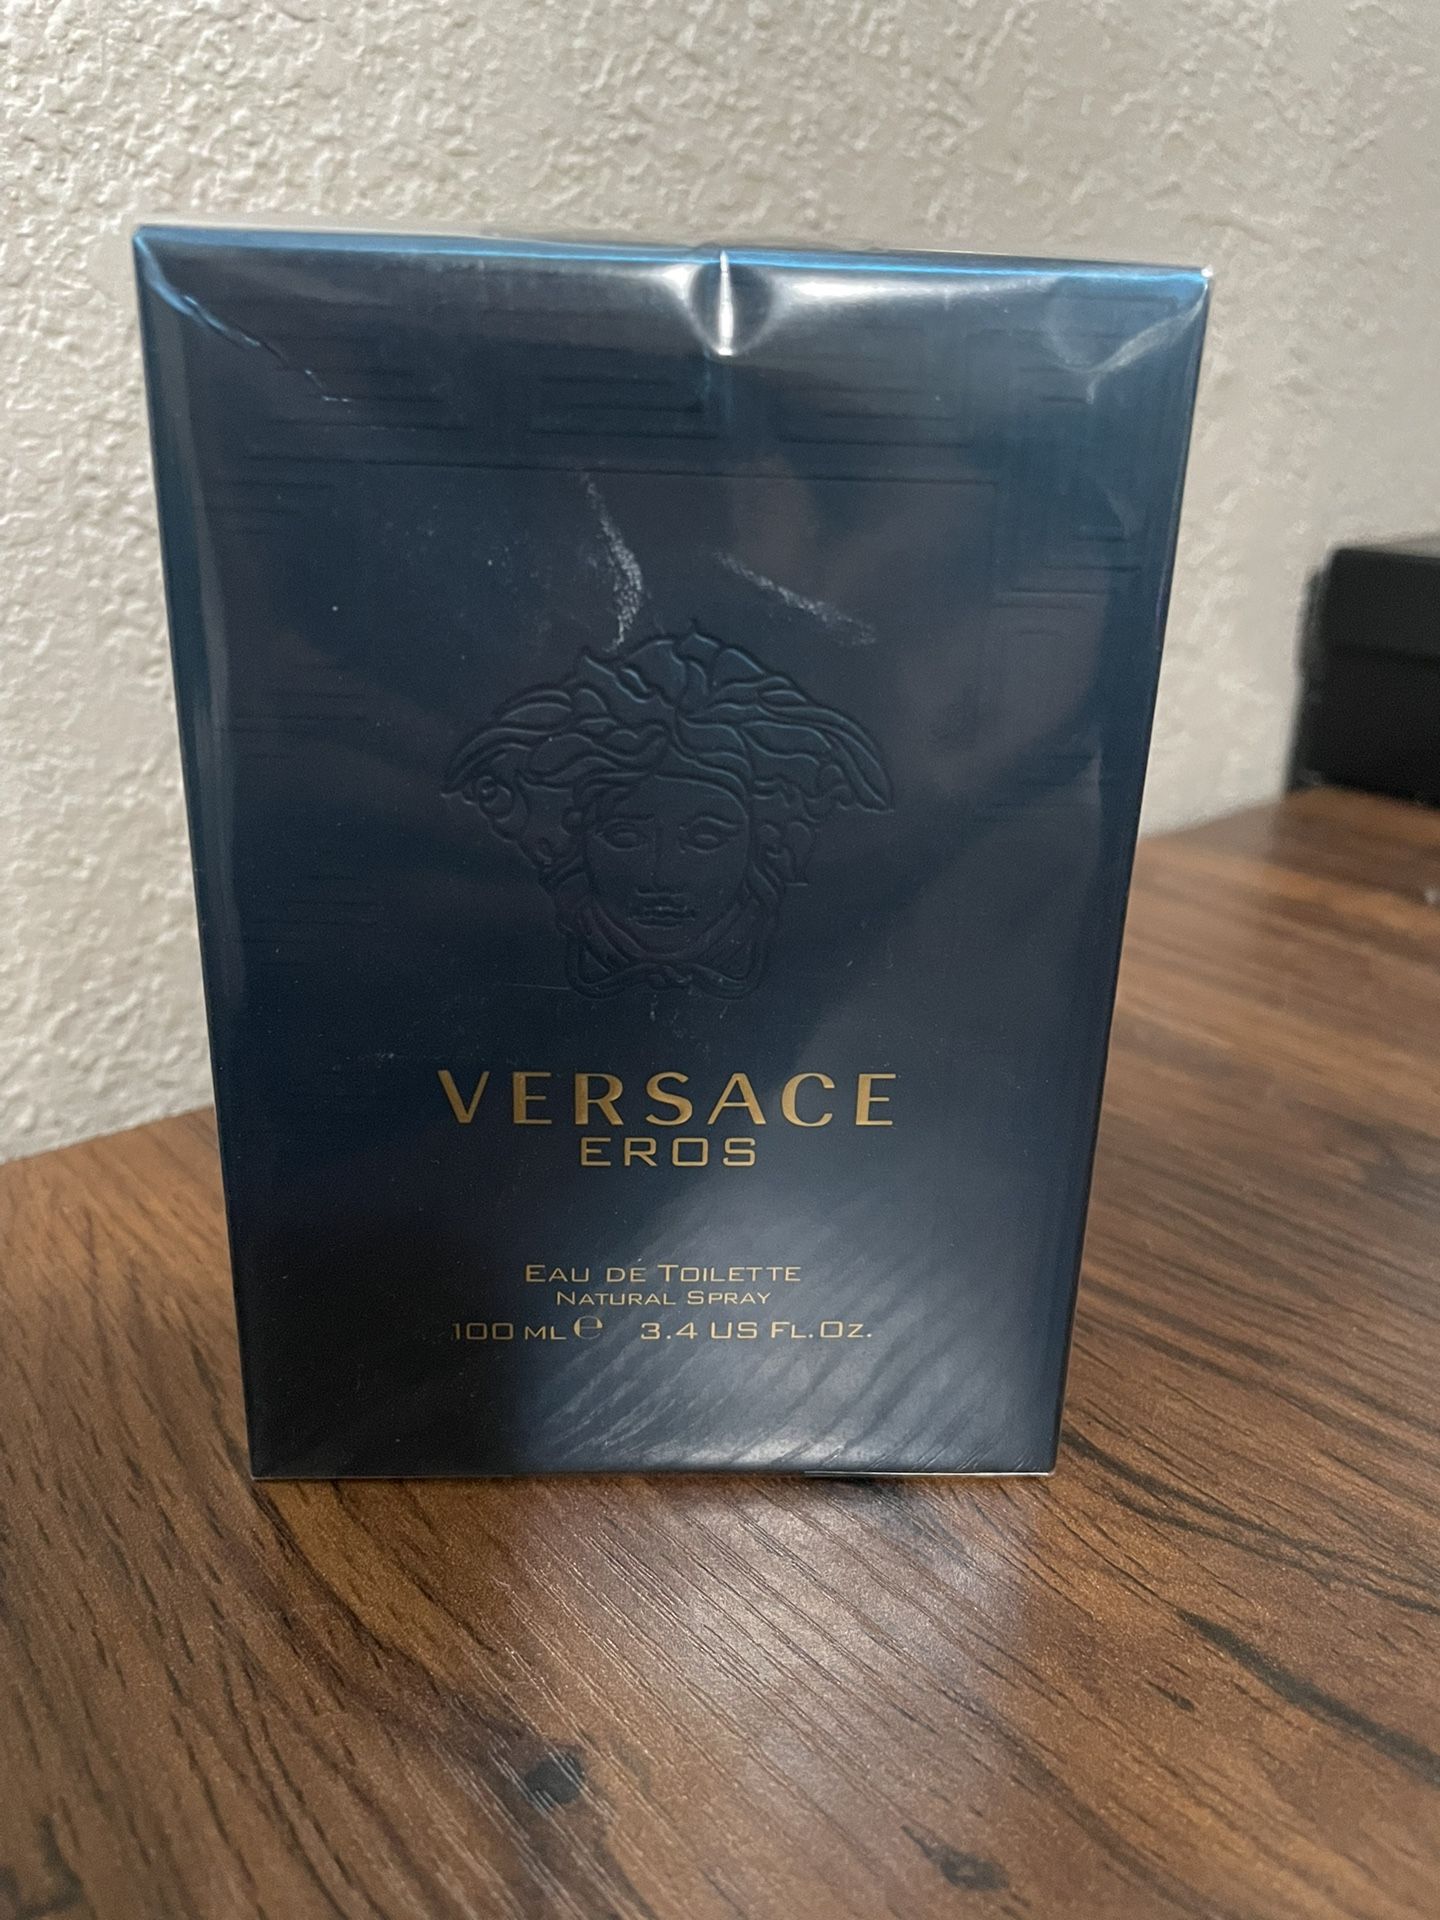 VERSACE
EROS
EAU DE TOILETTE
NATURAL SPRAY
100 ML ℮ 3.4 US FL.OZ.